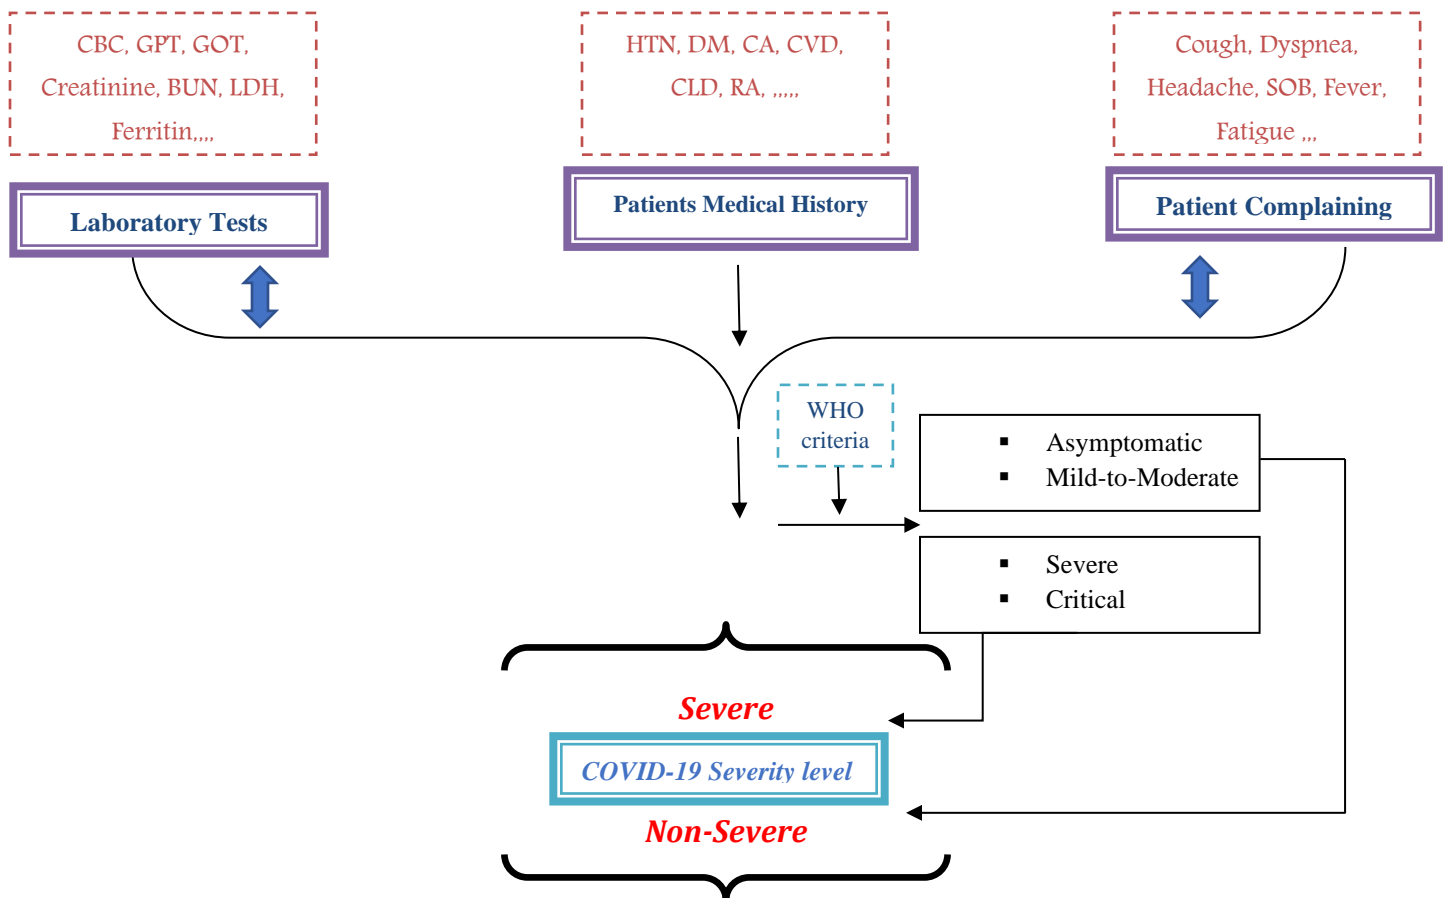 CBC, GPT, GOT,
Creatinine, BUN, LDH,
Ferritin,,,,
Laboratory Tests
HTN, DM, CA, CVD,
CLD, RA, ,,,,,
Patients Medical History
Cough, Dyspnea,
Headache, SOB, Fever,
Fatigue ,,,
Patient Complaining
WHO
criteria
▪ Asymptomatic
▪ Mild-to-Moderate
▪ Severe
▪ Critical
Severe
COVID-19 Severity level
Non-Severe